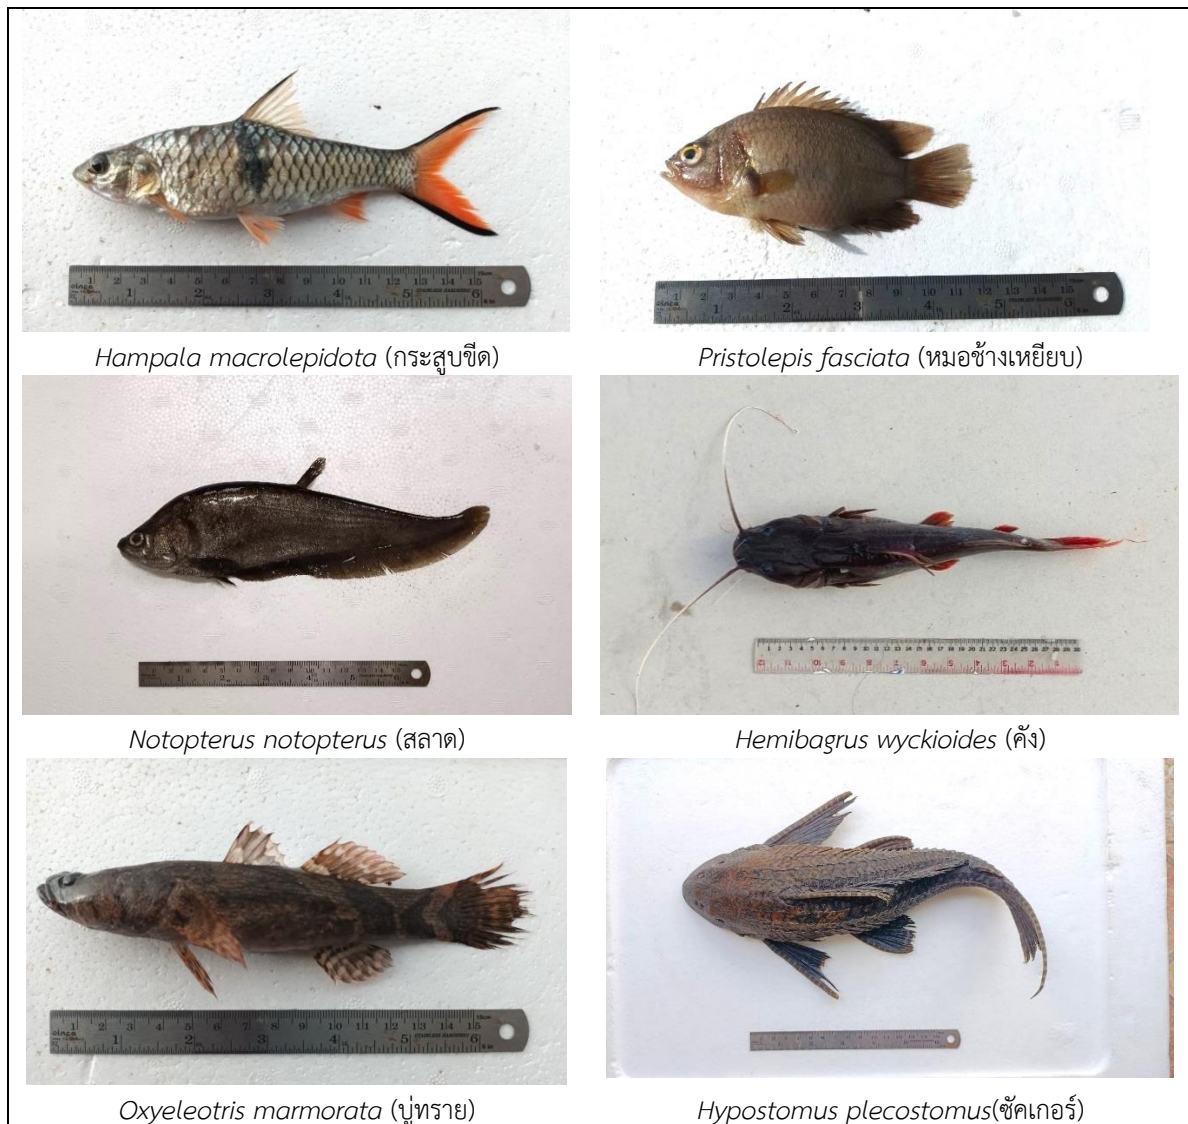 Hampala macrolepidota (กระสูบขีด)
Pristolepis fasciata (หมอช้างเหยียบ)
Notopterus notopterus (สลาด)
Hemibagrus wyckioides (คัง)
Oxyeleotris marmorata (บู่ทราย)
Hypostomus plecostomus(ซัคเกอร์)